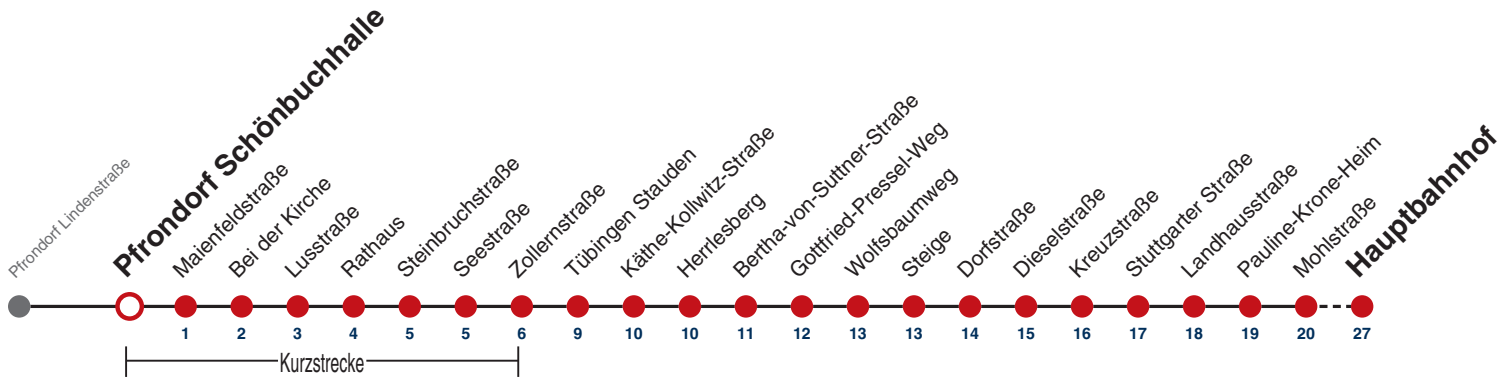 Pfrondorf Lindenstraße
Pfrondorf Schönbuchhalle
Maienfeldstraße
Bei der Kirche
Lusstraße
Rathaus
Steinbruchstraße
Seestraße
Zollernstraße
Tübingen Stauden
Käthe-Kollwitz-Straße
Herrlesberg
Bertha-von-Suttner-Straße
Gottfried-Pressel-Weg
Wolfsbaumweg
Steige
Dorfstraße
Dieselstraße
Kreuzstraße
Stuttgarter Straße
Landhausstraße
Pauline-Krone-Heim
Mohlstraße
Hauptbahnhof
1 2 3 4 5 5 6 9 10 10 11 12 13 13 14 15 16 17 18 19 20 27
Kurzstrecke